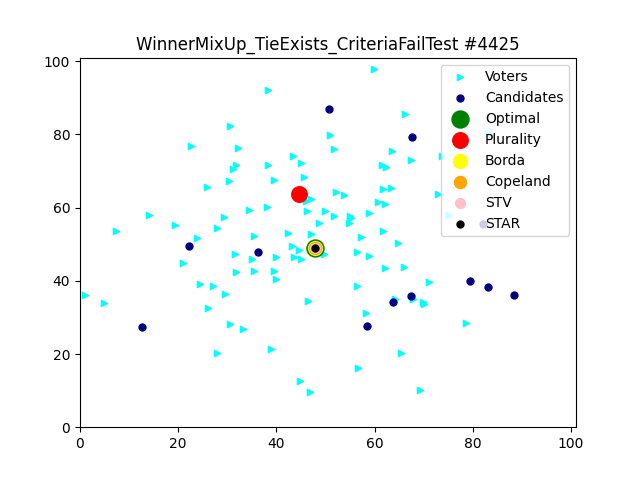 WinnerMixUp_TieExists_CriteriaFailTest #4425
100
80
60
40
20
0
0
20
40
60
80
100
Voters
Candidates
Optimal
Plurality
Borda
Copeland
STV
STAR